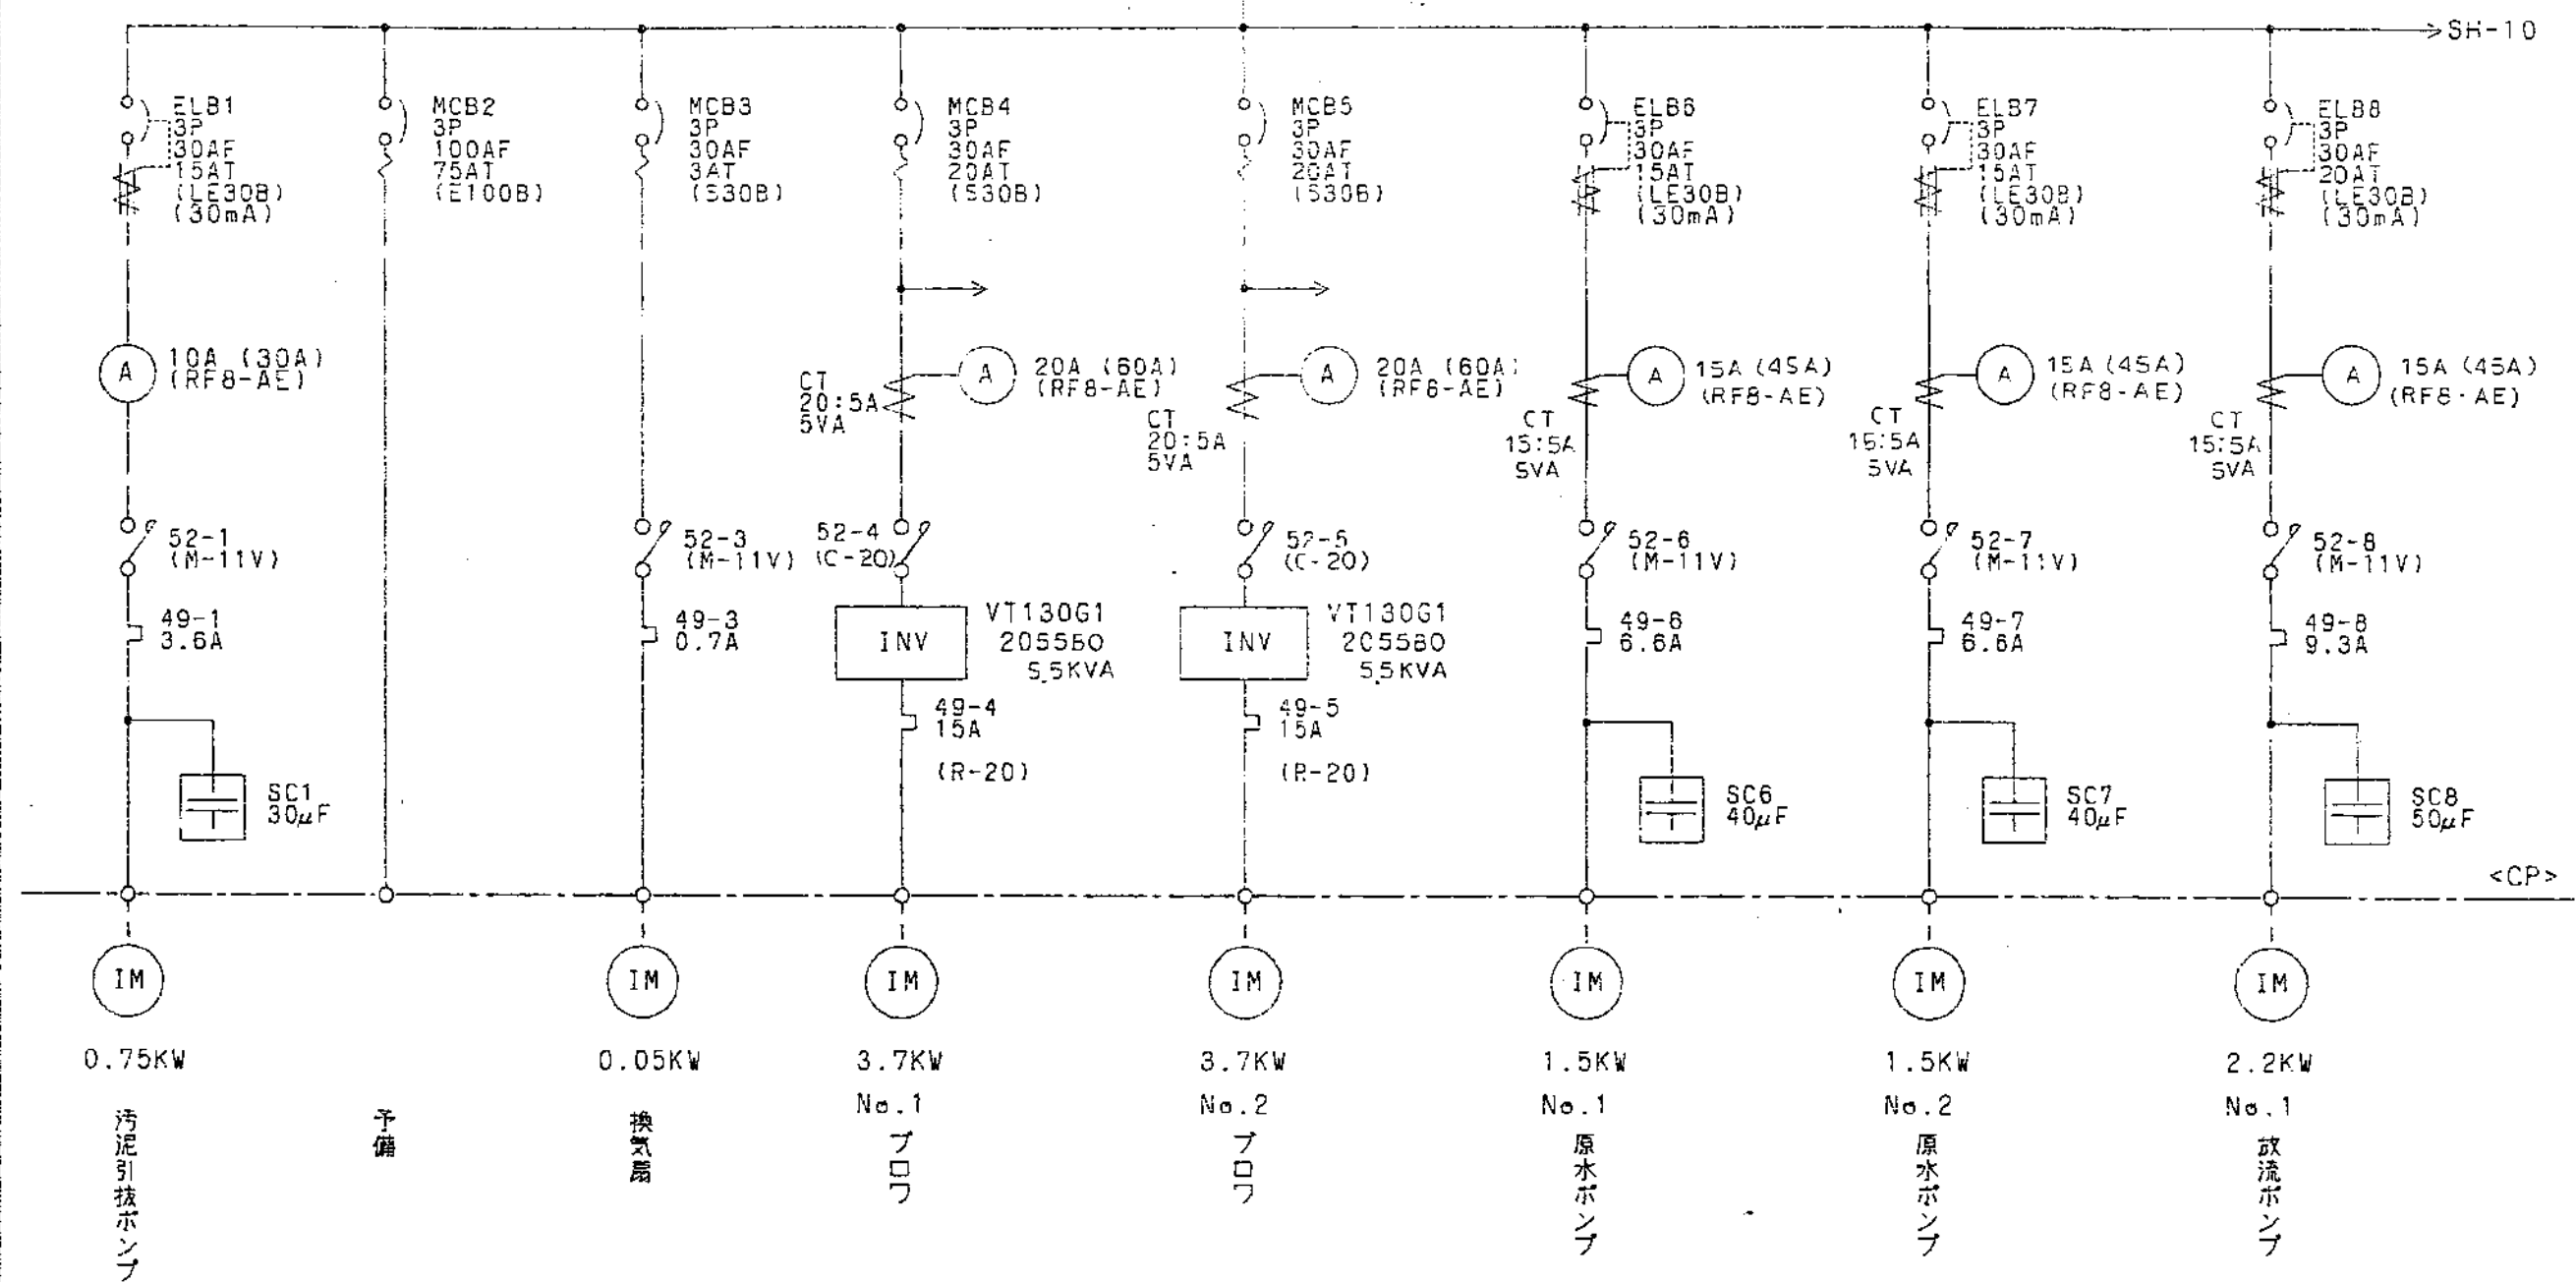 SH-10
ELB1
3P
30AF
15AT
(LE30B)
(30mA)
MCB2
3P
100AF
75AT
(E100B)
MCB3
3P
30AF
3AT
(S30B)
MCB4
3P
30AF
20AT
(S30B)
MCB5
3P
30AF
20AT
(S30B)
ELB6
3P
30AF
15AT
(LE30B)
(30mA)
ELB7
3P
30AF
15AT
(LE30B)
(30mA)
ELB8
3P
30AF
20AT
(LE30B)
(30mA)
A
10A (30A)
(RF8-AE)
CT
20:5A
5VA
A
20A (60A)
(RF8-AE)
CT
20:5A
5VA
A
20A (60A)
(RF8-AE)
CT
15:5A
5VA
A
15A (45A)
(RF8-AE)
CT
15:5A
5VA
A
15A (45A)
(RF8-AE)
CT
15:5A
5VA
A
15A (45A)
(RF8-AE)
52-1
(M-11V)
52-3
(M-11V)
52-4
(C-20)
52-5
(C-20)
52-6
(M-11V)
52-7
(M-11V)
52-8
(M-11V)
49-1
3.6A
49-3
0.7A
INV
VT130G1
2055B0
5.5KVA
INV
VT130G1
2055B0
5.5KVA
49-6
6.6A
49-7
6.6A
49-8
9.3A
49-4
15A
(R-20)
49-5
15A
(R-20)
SC1
30μF
SC6
40μF
SC7
40μF
SC8
50μF
<CP>
IM
IM
IM
IM
IM
IM
IM
0.75KW
汚泥引抜ポンプ
予備
0.05KW
換気扇
3.7KW
No.1
ブロワ
3.7KW
No.2
ブロワ
1.5KW
No.1
原水ポンプ
1.5KW
No.2
原水ポンプ
2.2KW
No.1
放流ポンプ